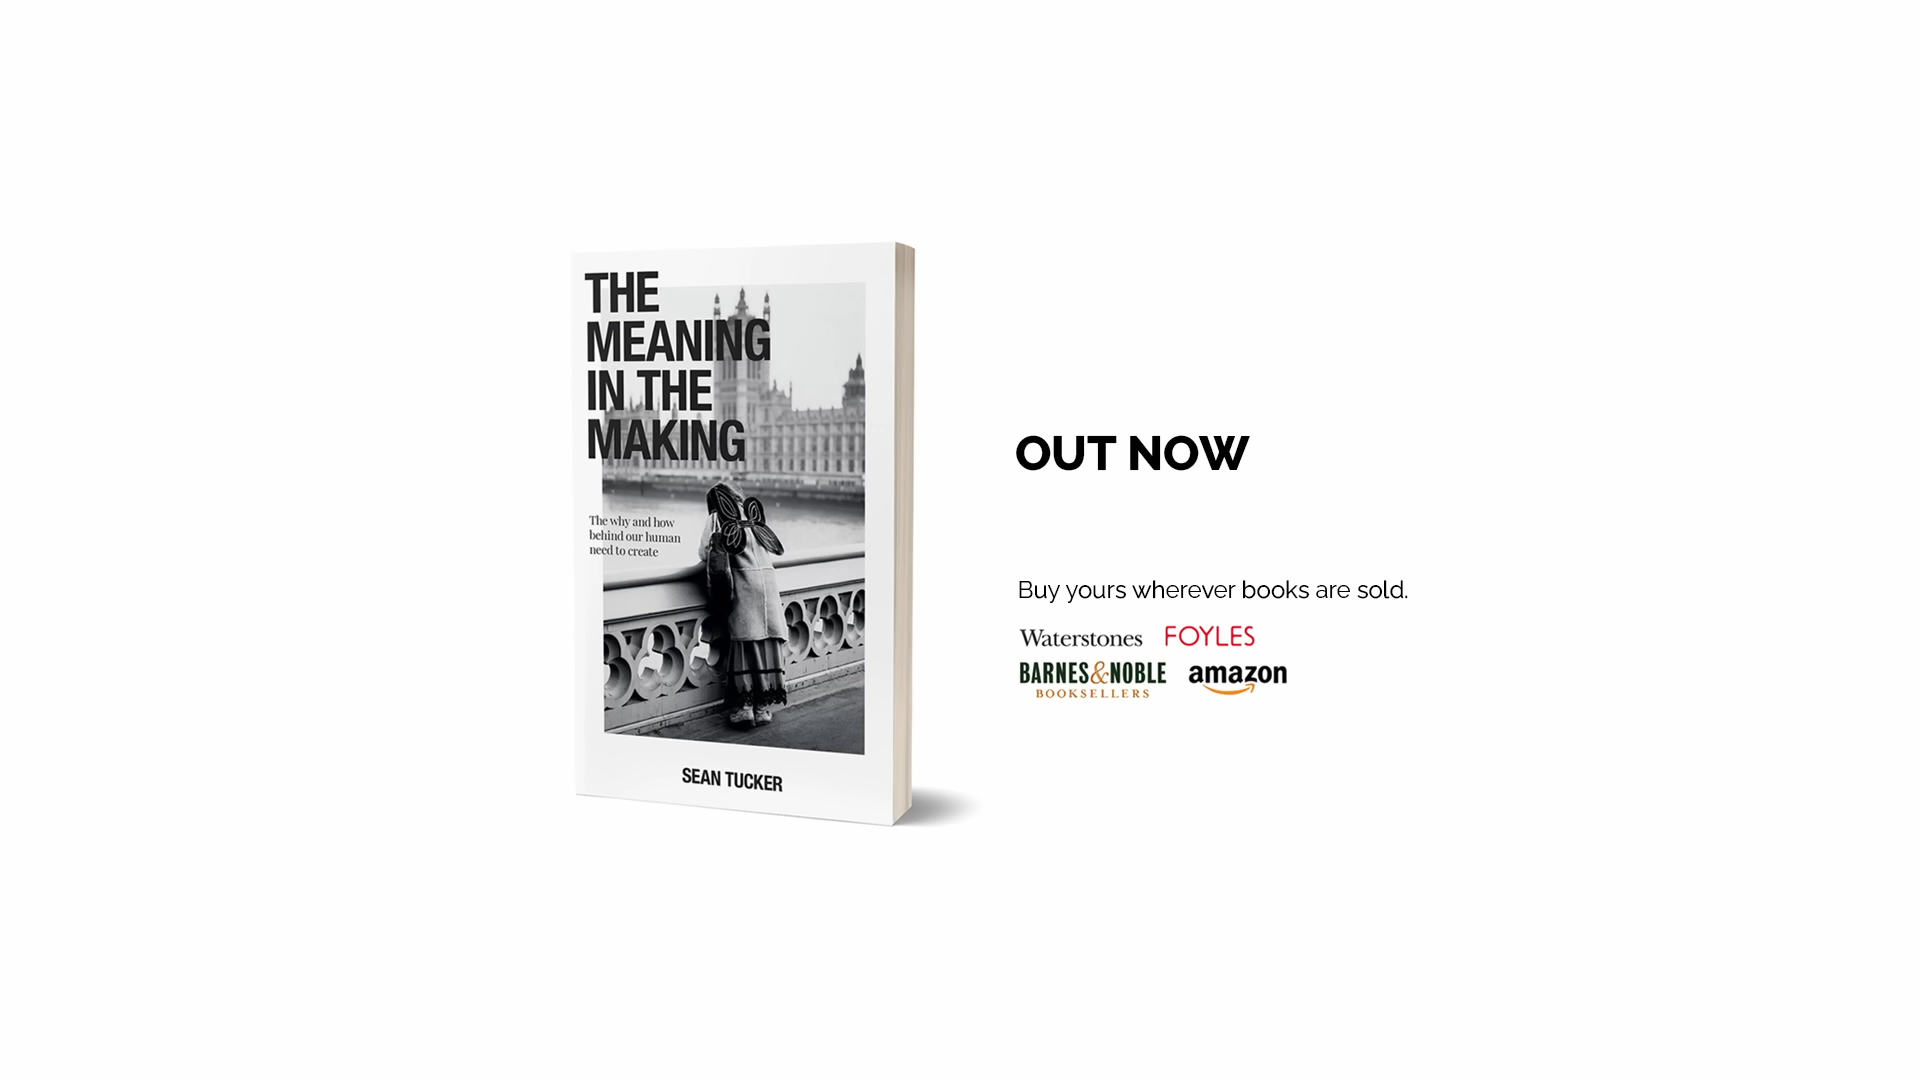 THE
MEANING
IN THE
MAKING
The why and how
behind our human
need to create
SEAN TUCKER
OUT NOW
Buy yours wherever books are sold.
Waterstones FOYLES
BARNES&NOBLE amazon
BOOKSELLERS